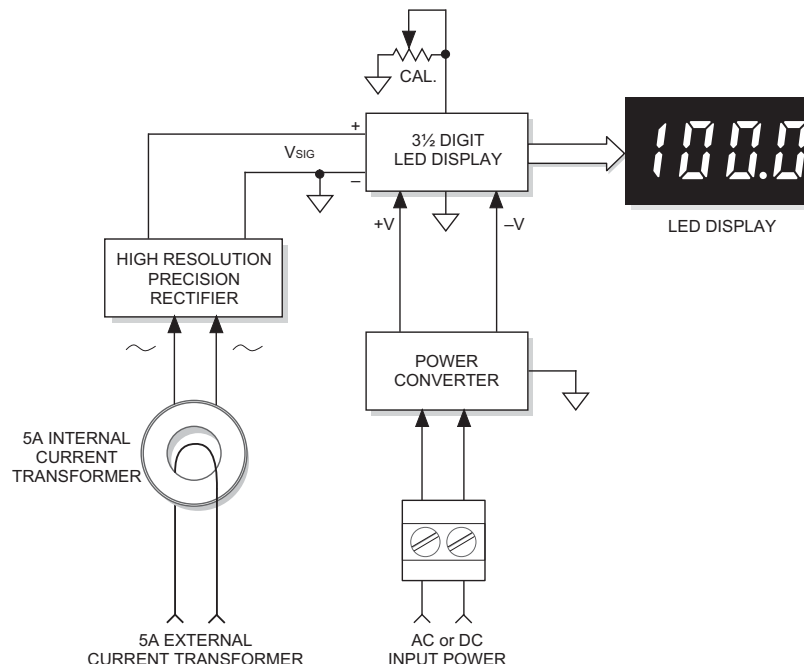 CAL.
+
3½ DIGIT
LED DISPLAY
VSIG
–
100.0
LED DISPLAY
+V
–V
HIGH RESOLUTION
PRECISION
RECTIFIER
POWER
CONVERTER
5A INTERNAL
CURRENT
TRANSFORMER
5A EXTERNAL
CURRENT TRANSFORMER
AC or DC
INPUT POWER